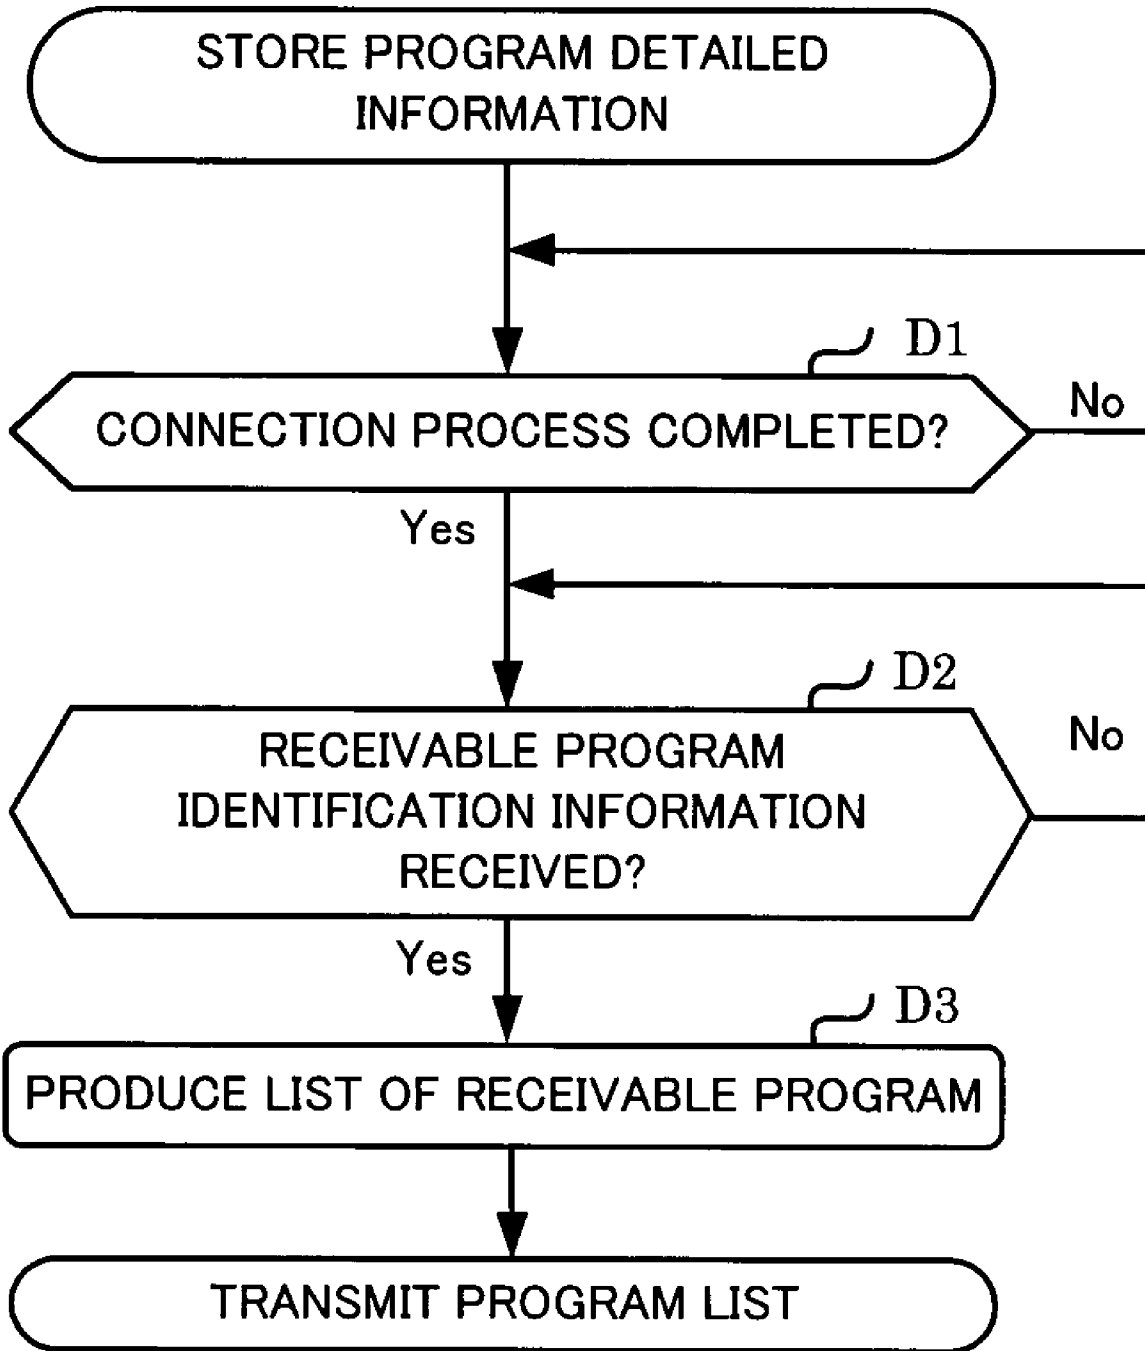 STORE PROGRAM DETAILED
INFORMATION
D1
CONNECTION PROCESS COMPLETED?
No
Yes
D2
RECEIVABLE PROGRAM
IDENTIFICATION INFORMATION
RECEIVED?
No
Yes
D3
PRODUCE LIST OF RECEIVABLE PROGRAM
TRANSMIT PROGRAM LIST